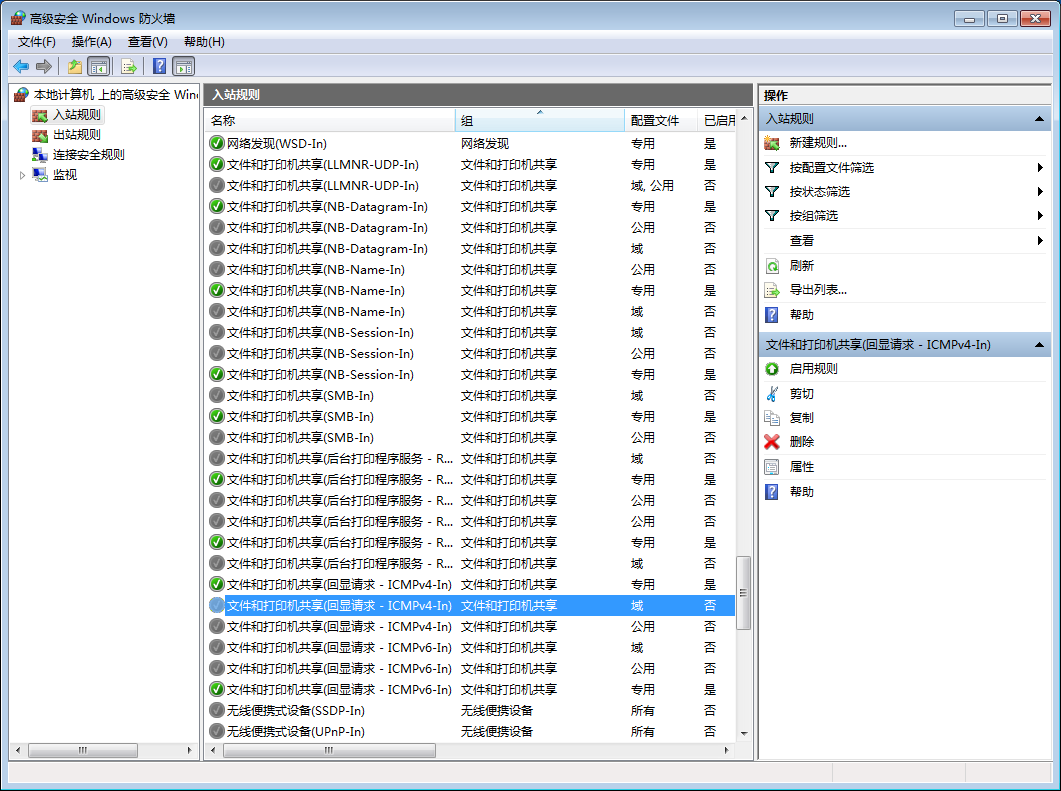 高级安全 Windows 防火墙
文件(F) 操作(A) 查看(V) 帮助(H)
本地计算机 上的高级安全 Win
入站规则
出站规则
连接安全规则
监视
入站规则
名称 组 配置文件 已启用
网络发现(WSD-In) 网络发现 专用 是
文件和打印机共享(LLMNR-UDP-In) 文件和打印机共享 专用 是
文件和打印机共享(LLMNR-UDP-In) 文件和打印机共享 域, 公用 否
文件和打印机共享(NB-Datagram-In) 文件和打印机共享 专用 是
文件和打印机共享(NB-Datagram-In) 文件和打印机共享 公用 否
文件和打印机共享(NB-Datagram-In) 文件和打印机共享 域 否
文件和打印机共享(NB-Name-In) 文件和打印机共享 公用 否
文件和打印机共享(NB-Name-In) 文件和打印机共享 专用 是
文件和打印机共享(NB-Name-In) 文件和打印机共享 域 否
文件和打印机共享(NB-Session-In) 文件和打印机共享 域 否
文件和打印机共享(NB-Session-In) 文件和打印机共享 公用 否
文件和打印机共享(NB-Session-In) 文件和打印机共享 专用 是
文件和打印机共享(SMB-In) 文件和打印机共享 域 否
文件和打印机共享(SMB-In) 文件和打印机共享 专用 是
文件和打印机共享(SMB-In) 文件和打印机共享 公用 否
文件和打印机共享(后台打印程序服务 - R... 文件和打印机共享 域 否
文件和打印机共享(后台打印程序服务 - R... 文件和打印机共享 专用 是
文件和打印机共享(后台打印程序服务 - R... 文件和打印机共享 公用 否
文件和打印机共享(后台打印程序服务 - R... 文件和打印机共享 公用 否
文件和打印机共享(后台打印程序服务 - R... 文件和打印机共享 专用 是
文件和打印机共享(后台打印程序服务 - R... 文件和打印机共享 域 否
文件和打印机共享(回显请求 - ICMPv4-In) 文件和打印机共享 专用 是
文件和打印机共享(回显请求 - ICMPv4-In) 文件和打印机共享 域 否
文件和打印机共享(回显请求 - ICMPv4-In) 文件和打印机共享 公用 否
文件和打印机共享(回显请求 - ICMPv6-In) 文件和打印机共享 域 否
文件和打印机共享(回显请求 - ICMPv6-In) 文件和打印机共享 公用 否
文件和打印机共享(回显请求 - ICMPv6-In) 文件和打印机共享 专用 是
无线便携式设备(SSDP-In) 无线便携设备 所有 否
无线便携式设备(UPnP-In) 无线便携设备 所有 否
操作
入站规则
新建规则...
按配置文件筛选
按状态筛选
按组筛选
查看
刷新
导出列表...
帮助
文件和打印机共享(回显请求 - ICMPv4-In)
启用规则
剪切
复制
删除
属性
帮助